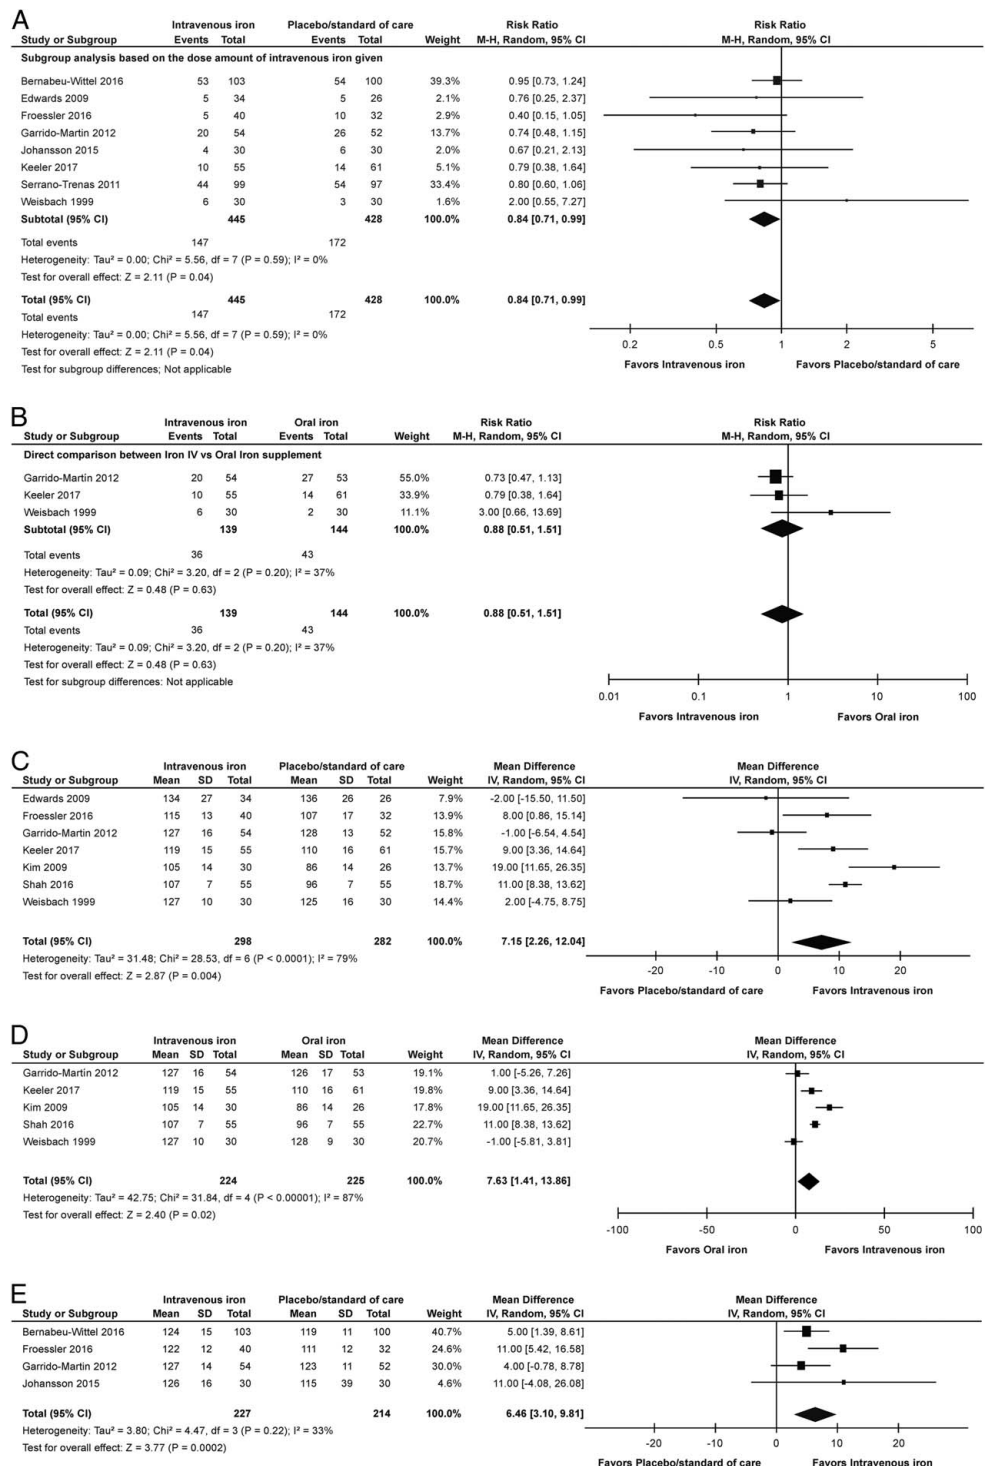 A
Intravenous iron Placebo/standard of care Risk Ratio Risk Ratio
Study or Subgroup Events Total Events Total Weight M-H, Random, 95% CI M-H, Random, 95% CI
Subgroup analysis based on the dose amount of intravenous iron given
Bernabeu-Wittel 2016 53 103 54 100 39.3% 0.95 [0.73, 1.24]
Edwards 2009 5 34 5 26 2.1% 0.76 [0.25, 2.37]
Froessler 2016 5 40 10 32 2.9% 0.40 [0.15, 1.05]
Garrido-Martin 2012 20 54 26 52 13.7% 0.74 [0.48, 1.15]
Johansson 2015 4 30 6 30 2.0% 0.67 [0.21, 2.13]
Keeler 2017 10 55 14 61 5.1% 0.79 [0.38, 1.64]
Serrano-Trenas 2011 44 99 54 97 33.4% 0.80 [0.60, 1.06]
Weisbach 1999 6 30 3 30 1.6% 2.00 [0.55, 7.27]
Subtotal (95% CI) 445 428 100.0% 0.84 [0.71, 0.99]
Total events 147 172
Heterogeneity: Tau² = 0.00; Chi² = 5.56, df = 7 (P = 0.59); I² = 0%
Test for overall effect: Z = 2.11 (P = 0.04)
Total (95% CI) 445 428 100.0% 0.84 [0.71, 0.99]
Total events 147 172
Heterogeneity: Tau² = 0.00; Chi² = 5.56, df = 7 (P = 0.59); I² = 0%
Test for overall effect: Z = 2.11 (P = 0.04)
Test for subgroup differences; Not applicable
0.2 0.5 1 2 5
Favors Intravenous iron Favors Placebo/standard of care
B
Intravenous iron Oral iron Risk Ratio Risk Ratio
Study or Subgroup Events Total Events Total Weight M-H, Random, 95% CI M-H, Random, 95% CI
Direct comparison between Iron IV vs Oral Iron supplement
Garrido-Martin 2012 20 54 27 53 55.0% 0.73 [0.47, 1.13]
Keeler 2017 10 55 14 61 33.9% 0.79 [0.38, 1.64]
Weisbach 1999 6 30 2 30 11.1% 3.00 [0.66, 13.69]
Subtotal (95% CI) 139 144 100.0% 0.88 [0.51, 1.51]
Total events 36 43
Heterogeneity: Tau² = 0.09; Chi² = 3.20, df = 2 (P = 0.20); I² = 37%
Test for overall effect: Z = 0.48 (P = 0.63)
Total (95% CI) 139 144 100.0% 0.88 [0.51, 1.51]
Total events 36 43
Heterogeneity: Tau² = 0.09; Chi² = 3.20, df = 2 (P = 0.20); I² = 37%
Test for overall effect: Z = 0.48 (P = 0.63)
Test for subgroup differences: Not applicable
0.01 0.1 1 10 100
Favors Intravenous iron Favors Oral iron
C
Intravenous iron Placebo/standard of care Mean Difference Mean Difference
Study or Subgroup Mean SD Total Mean SD Total Weight IV, Random, 95% CI IV, Random, 95% CI
Edwards 2009 134 27 34 136 26 26 7.9% -2.00 [-15.50, 11.50]
Froessler 2016 115 13 40 107 17 32 13.9% 8.00 [0.86, 15.14]
Garrido-Martin 2012 127 16 54 128 13 52 15.8% -1.00 [-6.54, 4.54]
Keeler 2017 119 15 55 110 16 61 15.7% 9.00 [3.36, 14.64]
Kim 2009 105 14 30 86 14 26 13.7% 19.00 [11.65, 26.35]
Shah 2016 107 7 55 96 7 55 18.7% 11.00 [8.38, 13.62]
Weisbach 1999 127 10 30 125 16 30 14.4% 2.00 [-4.75, 8.75]
Total (95% CI) 298 282 100.0% 7.15 [2.26, 12.04]
Heterogeneity: Tau² = 31.48; Chi² = 28.53, df = 6 (P < 0.0001); I² = 79%
Test for overall effect: Z = 2.87 (P = 0.004)
-20 -10 0 10 20
Favors Placebo/standard of care Favors Intravenous iron
D
Intravenous iron Oral iron Mean Difference Mean Difference
Study or Subgroup Mean SD Total Mean SD Total Weight IV, Random, 95% CI IV, Random, 95% CI
Garrido-Martin 2012 127 16 54 126 17 53 19.1% 1.00 [-5.26, 7.26]
Keeler 2017 119 15 55 110 16 61 19.8% 9.00 [3.36, 14.64]
Kim 2009 105 14 30 86 14 26 17.8% 19.00 [11.65, 26.35]
Shah 2016 107 7 55 96 7 55 22.7% 11.00 [8.38, 13.62]
Weisbach 1999 127 10 30 128 9 30 20.7% -1.00 [-5.81, 3.81]
Total (95% CI) 224 225 100.0% 7.63 [1.41, 13.86]
Heterogeneity: Tau² = 42.75; Chi² = 31.84, df = 4 (P < 0.00001); I² = 87%
Test for overall effect: Z = 2.40 (P = 0.02)
-100 -50 0 50 100
Favors Oral iron Favors Intravenous iron
E
Intravenous iron Placebo/standard of care Mean Difference Mean Difference
Study or Subgroup Mean SD Total Mean SD Total Weight IV, Random, 95% CI IV, Random, 95% CI
Bernabeu-Wittel 2016 124 15 103 119 11 100 40.7% 5.00 [1.39, 8.61]
Froessler 2016 122 12 40 111 12 32 24.6% 11.00 [5.42, 16.58]
Garrido-Martin 2012 127 14 54 123 11 52 30.0% 4.00 [-0.78, 8.78]
Johansson 2015 126 16 30 115 39 30 4.6% 11.00 [-4.08, 26.08]
Total (95% CI) 227 214 100.0% 6.46 [3.10, 9.81]
Heterogeneity: Tau² = 3.80; Chi² = 4.47, df = 3 (P = 0.22); I² = 33%
Test for overall effect: Z = 3.77 (P = 0.0002)
-20 -10 0 10 20
Favors Placebo/standard of care Favors Intravenous iron